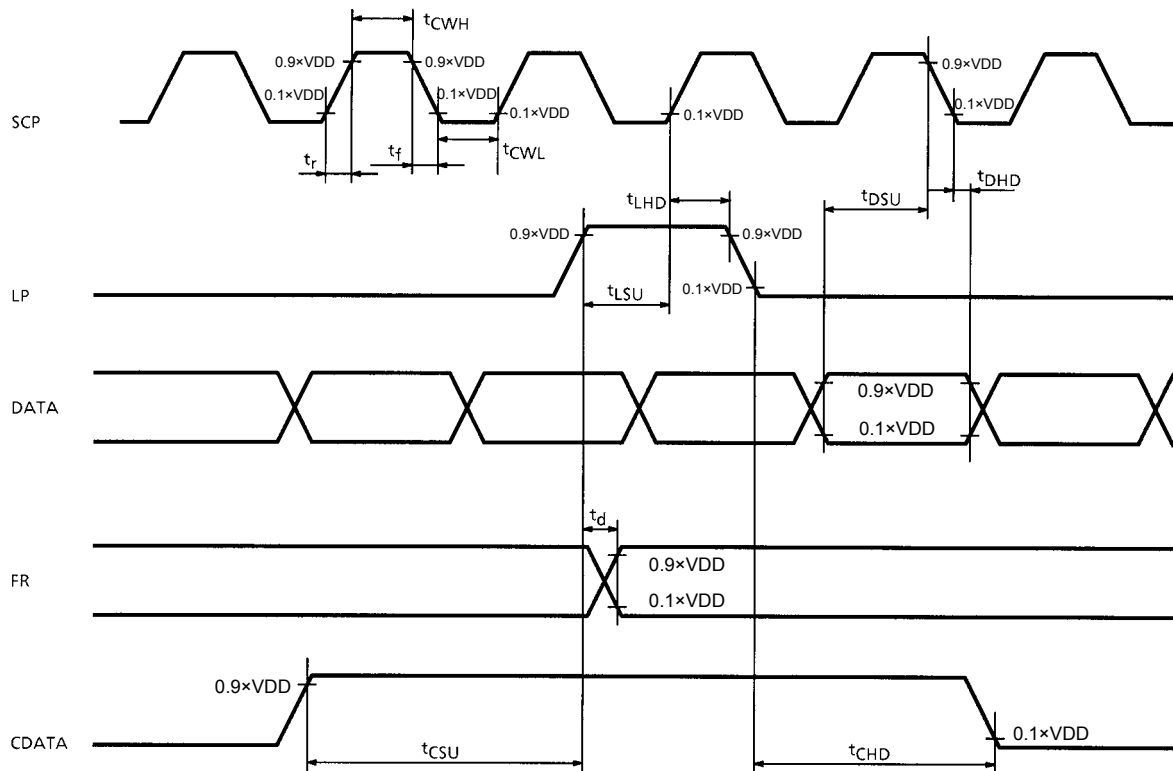 tCWH
0.9×VDD 0.9×VDD 0.9×VDD
0.1×VDD 0.1×VDD 0.1×VDD 0.1×VDD 0.1×VDD
SCP
tr tf tCWL
tDHD
tLHD tDSU
0.9×VDD 0.9×VDD
LP tLSU 0.1×VDD
DATA 0.9×VDD
0.1×VDD
td
0.9×VDD
FR
0.1×VDD
0.9×VDD
0.1×VDD
CDATA tCSU tCHD